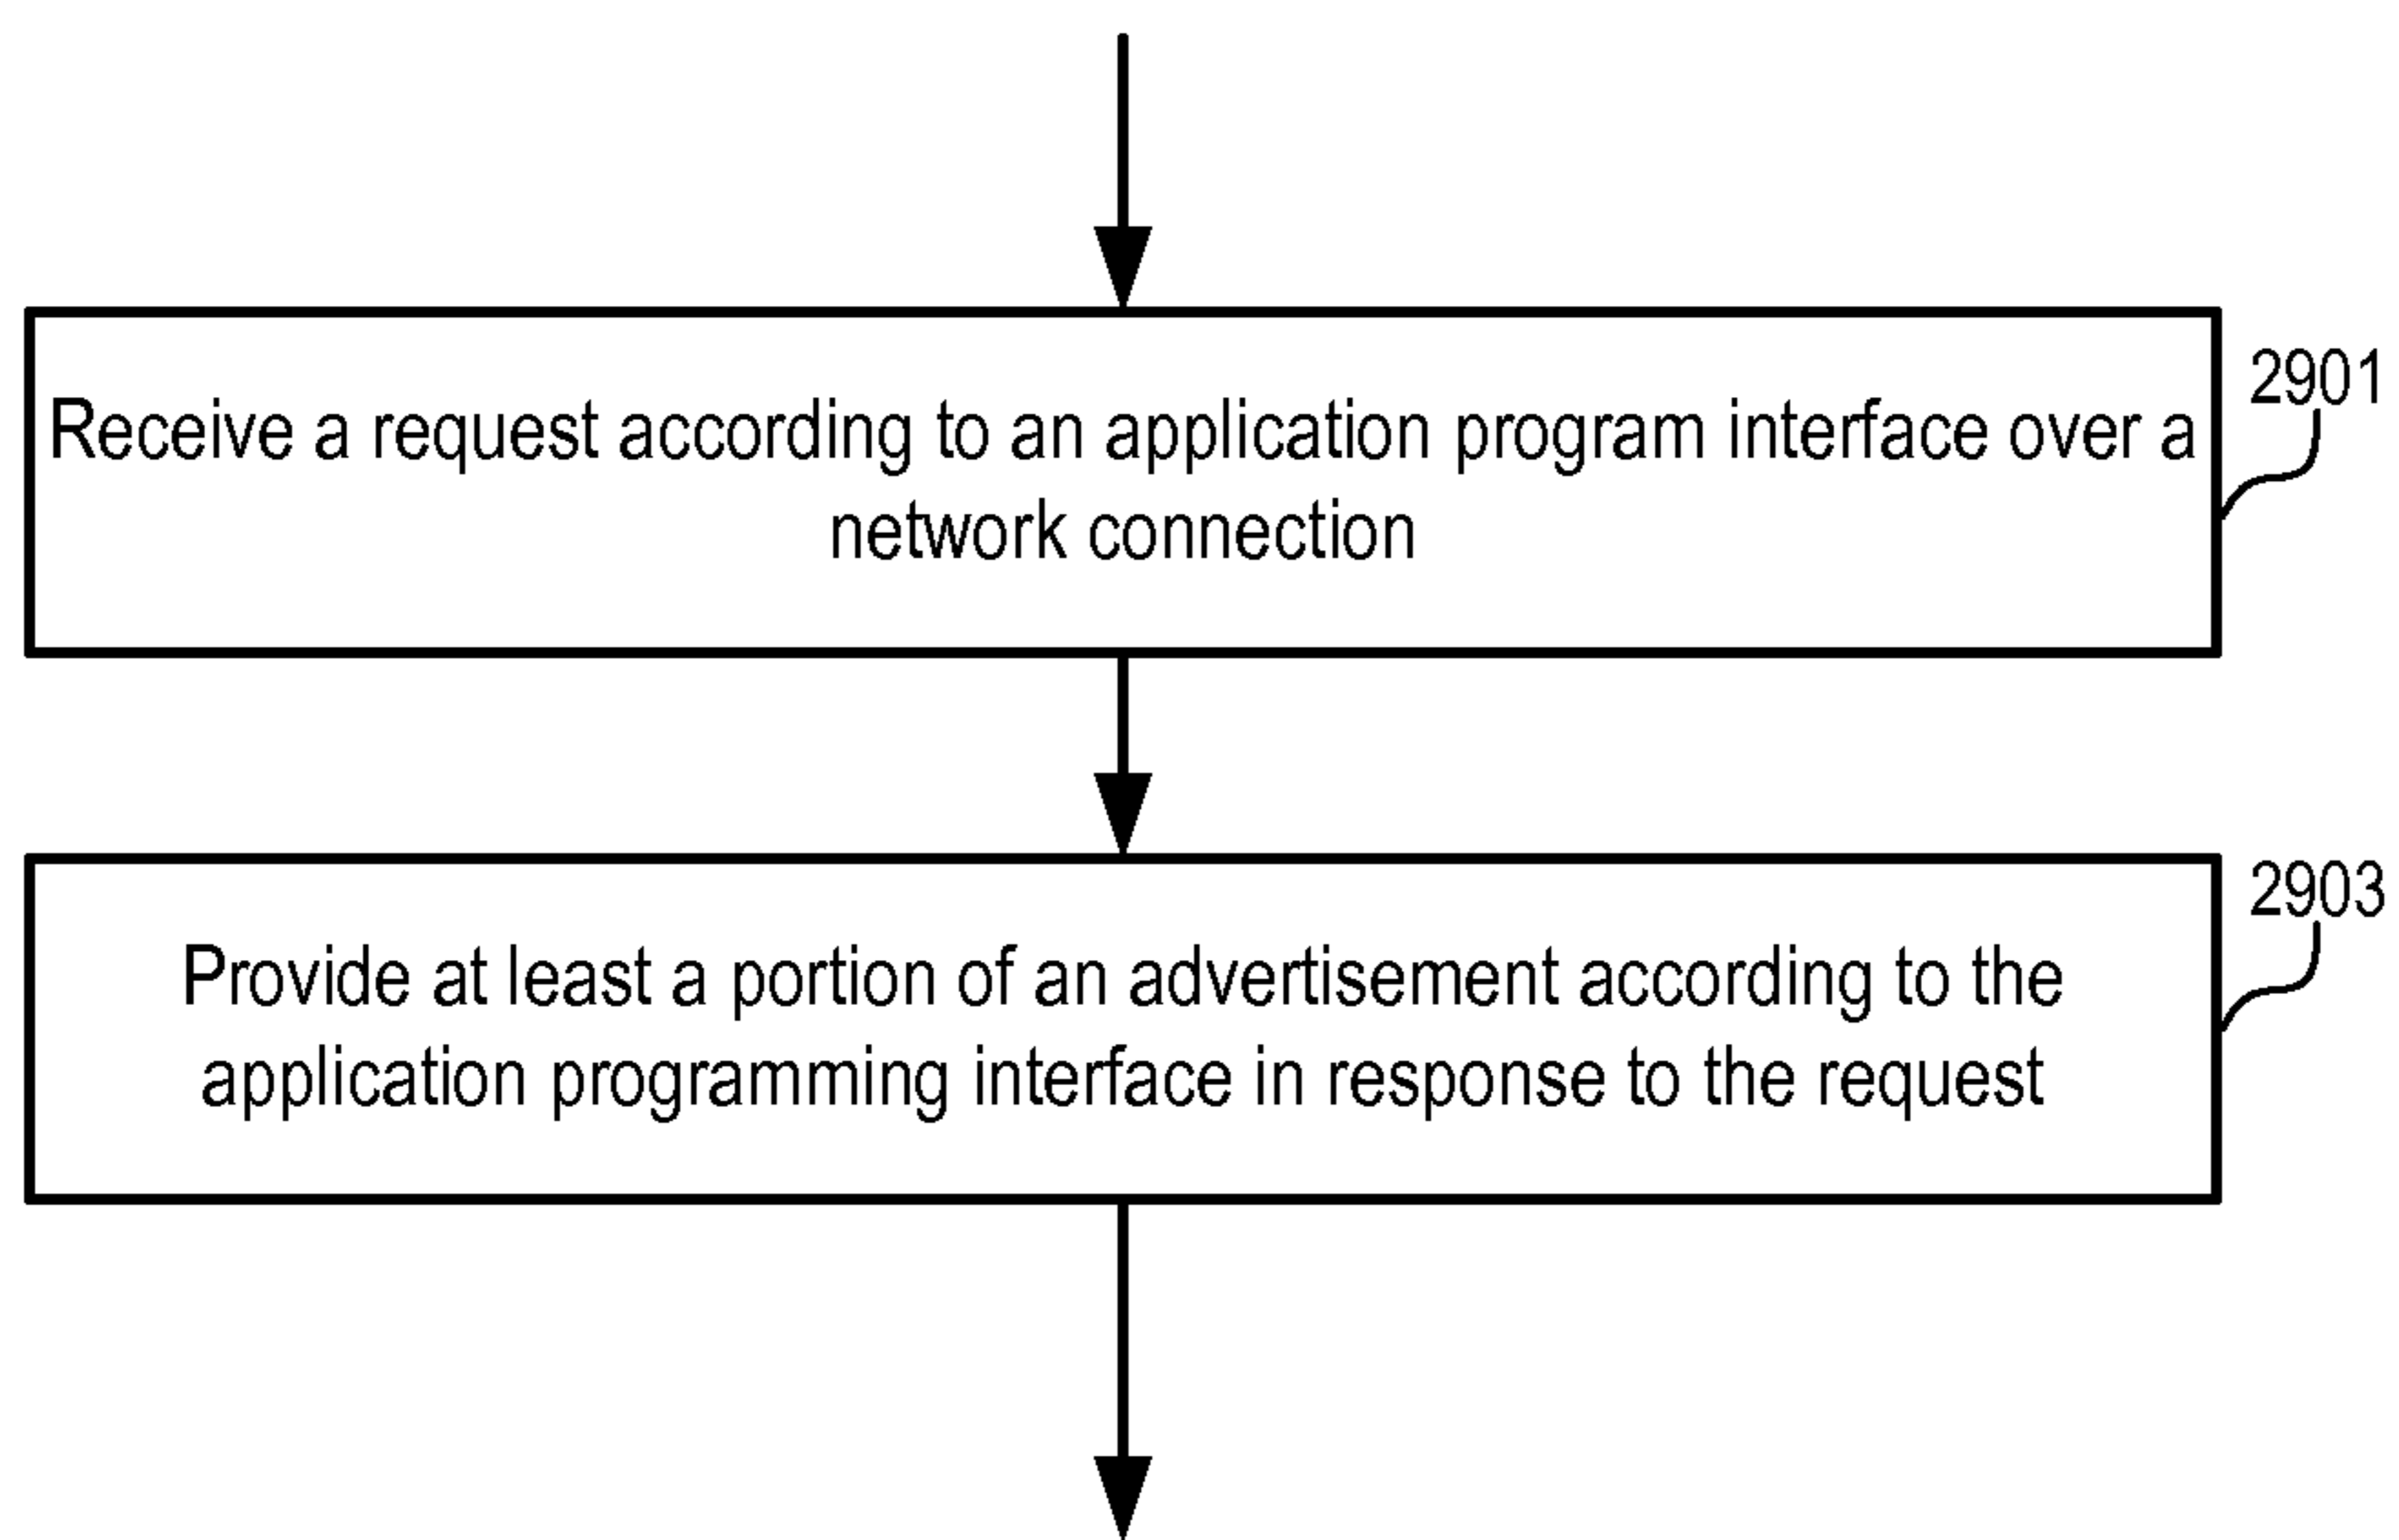 Receive a request according to an application program interface over a
network connection
2901
Provide at least a portion of an advertisement according to the
application programming interface in response to the request
2903